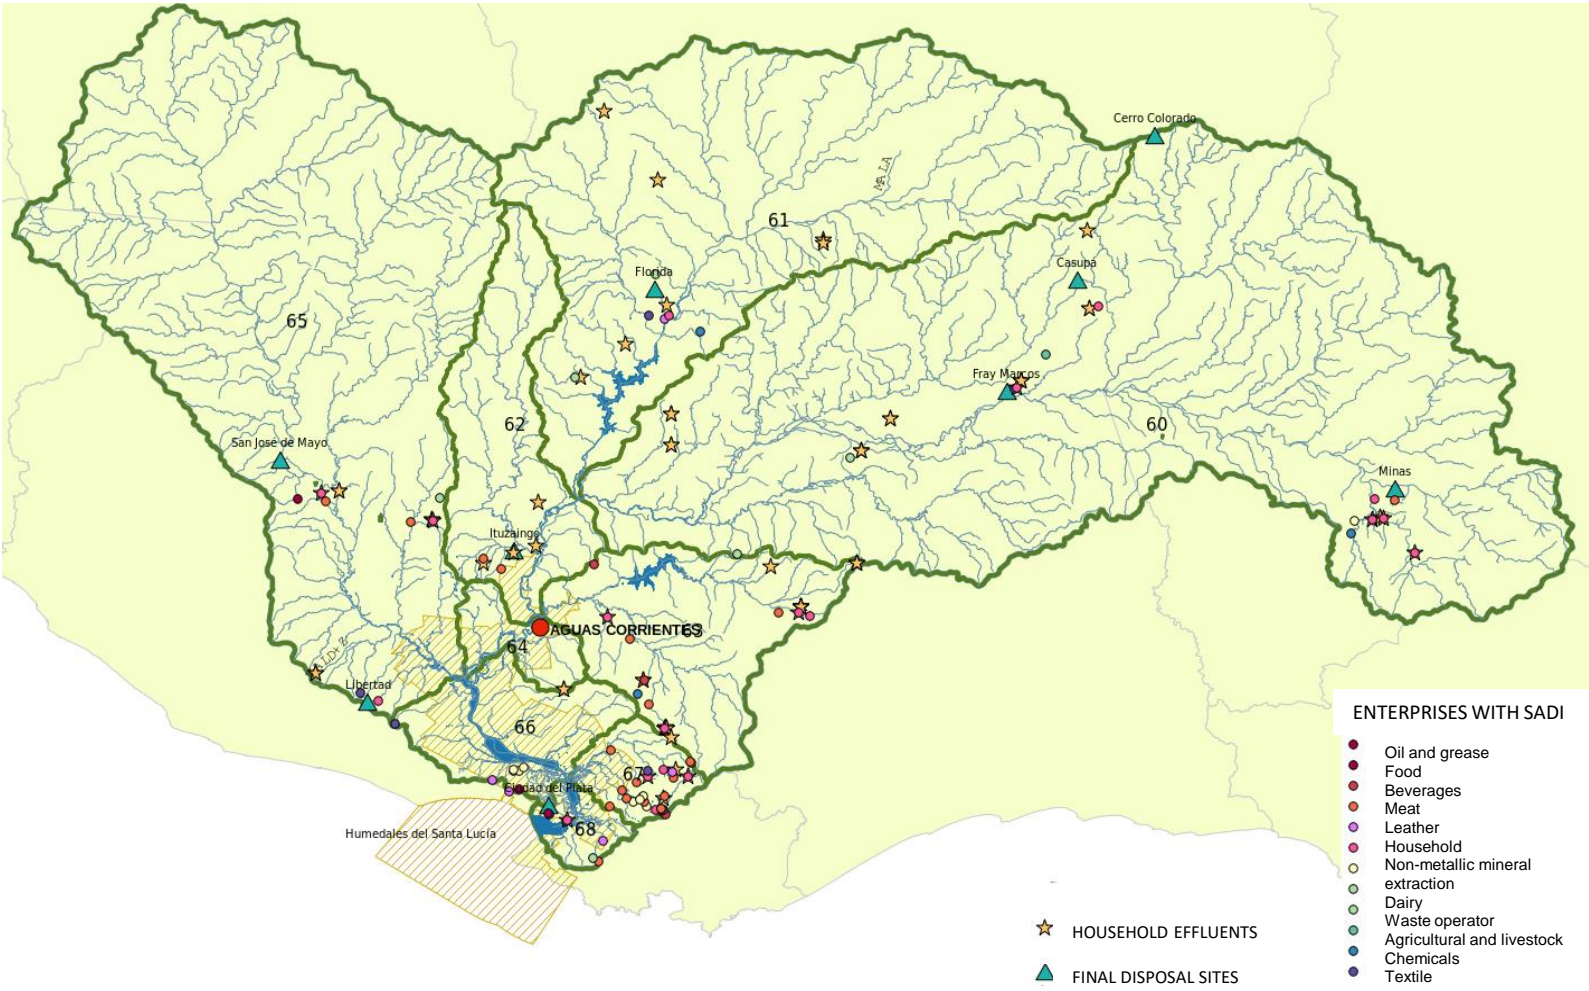 Cerro Colorado
MALA
61
Casupá
Florida
65
Fray Marcos
62
60
San José de Mayo
Minas
Ituzaingó
AGUAS CORRIENTES
63
64
Libertad
66
67
Ciudad del Plata
68
Humedales del Santa Lucía
ENTERPRISES WITH SADI
Oil and grease
Food
Beverages
Meat
Leather
Household
Non-metallic mineral
extraction
Dairy
Waste operator
Agricultural and livestock
Chemicals
Textile
HOUSEHOLD EFFLUENTS
FINAL DISPOSAL SITES